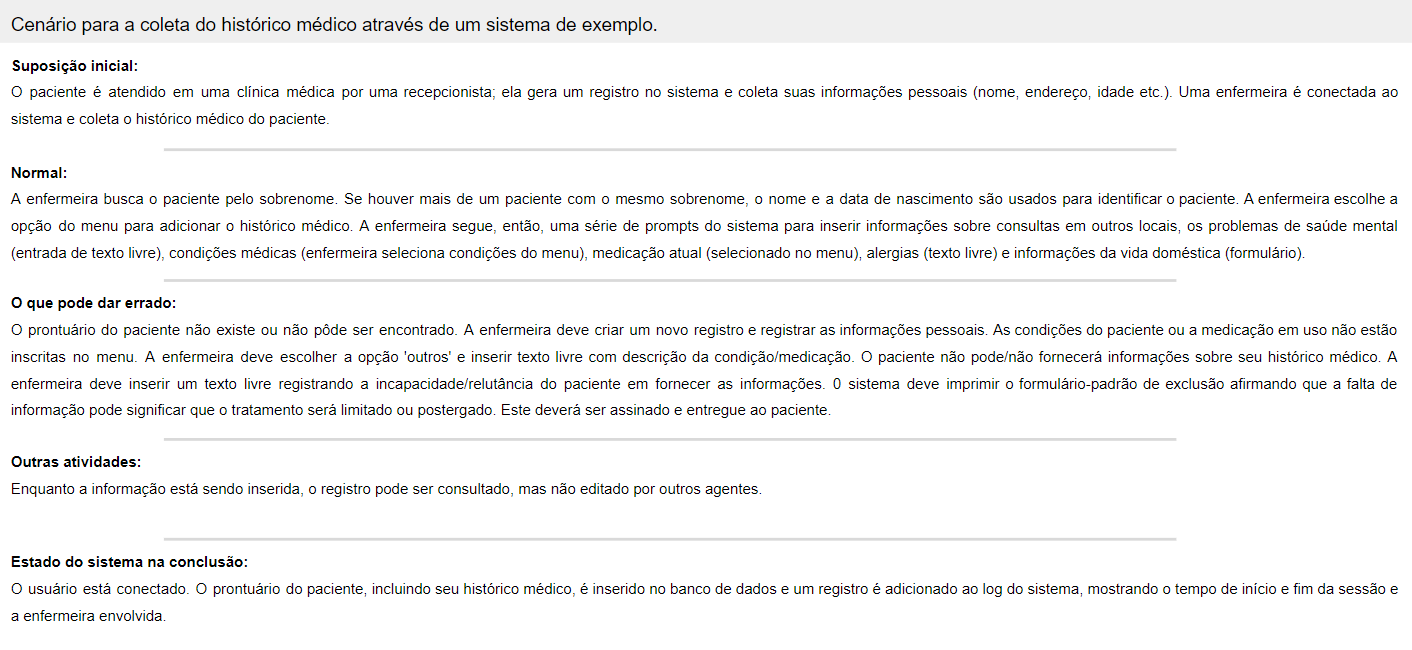 Cenário para a coleta do histórico médico através de um sistema de exemplo.
Suposição inicial:
O paciente é atendido em uma clínica médica por uma recepcionista; ela gera um registro no sistema e coleta suas informações pessoais (nome, endereço, idade etc.). Uma enfermeira é conectada ao
sistema e coleta o histórico médico do paciente.
Normal:
A enfermeira busca o paciente pelo sobrenome. Se houver mais de um paciente com o mesmo sobrenome, o nome e a data de nascimento são usados para identificar o paciente. A enfermeira escolhe a
opção do menu para adicionar o histórico médico. A enfermeira segue, então, uma série de prompts do sistema para inserir informações sobre consultas em outros locais, os problemas de saúde mental
(entrada de texto livre), condições médicas (enfermeira seleciona condições do menu), medicação atual (selecionado no menu), alergias (texto livre) e informações da vida doméstica (formulário).
O que pode dar errado:
O prontuário do paciente não existe ou não pôde ser encontrado. A enfermeira deve criar um novo registro e registrar as informações pessoais. As condições do paciente ou a medicação em uso não estão
inscritas no menu. A enfermeira deve escolher a opção 'outros' e inserir texto livre com descrição da condição/medicação. O paciente não pode/não fornecerá informações sobre seu histórico médico. A
enfermeira deve inserir um texto livre registrando a incapacidade/relutância do paciente em fornecer as informações. 0 sistema deve imprimir o formulário-padrão de exclusão afirmando que a falta de
informação pode significar que o tratamento será limitado ou postergado. Este deverá ser assinado e entregue ao paciente.
Outras atividades:
Enquanto a informação está sendo inserida, o registro pode ser consultado, mas não editado por outros agentes.
Estado do sistema na conclusão:
O usuário está conectado. O prontuário do paciente, incluindo seu histórico médico, é inserido no banco de dados e um registro é adicionado ao log do sistema, mostrando o tempo de início e fim da sessão e
a enfermeira envolvida.